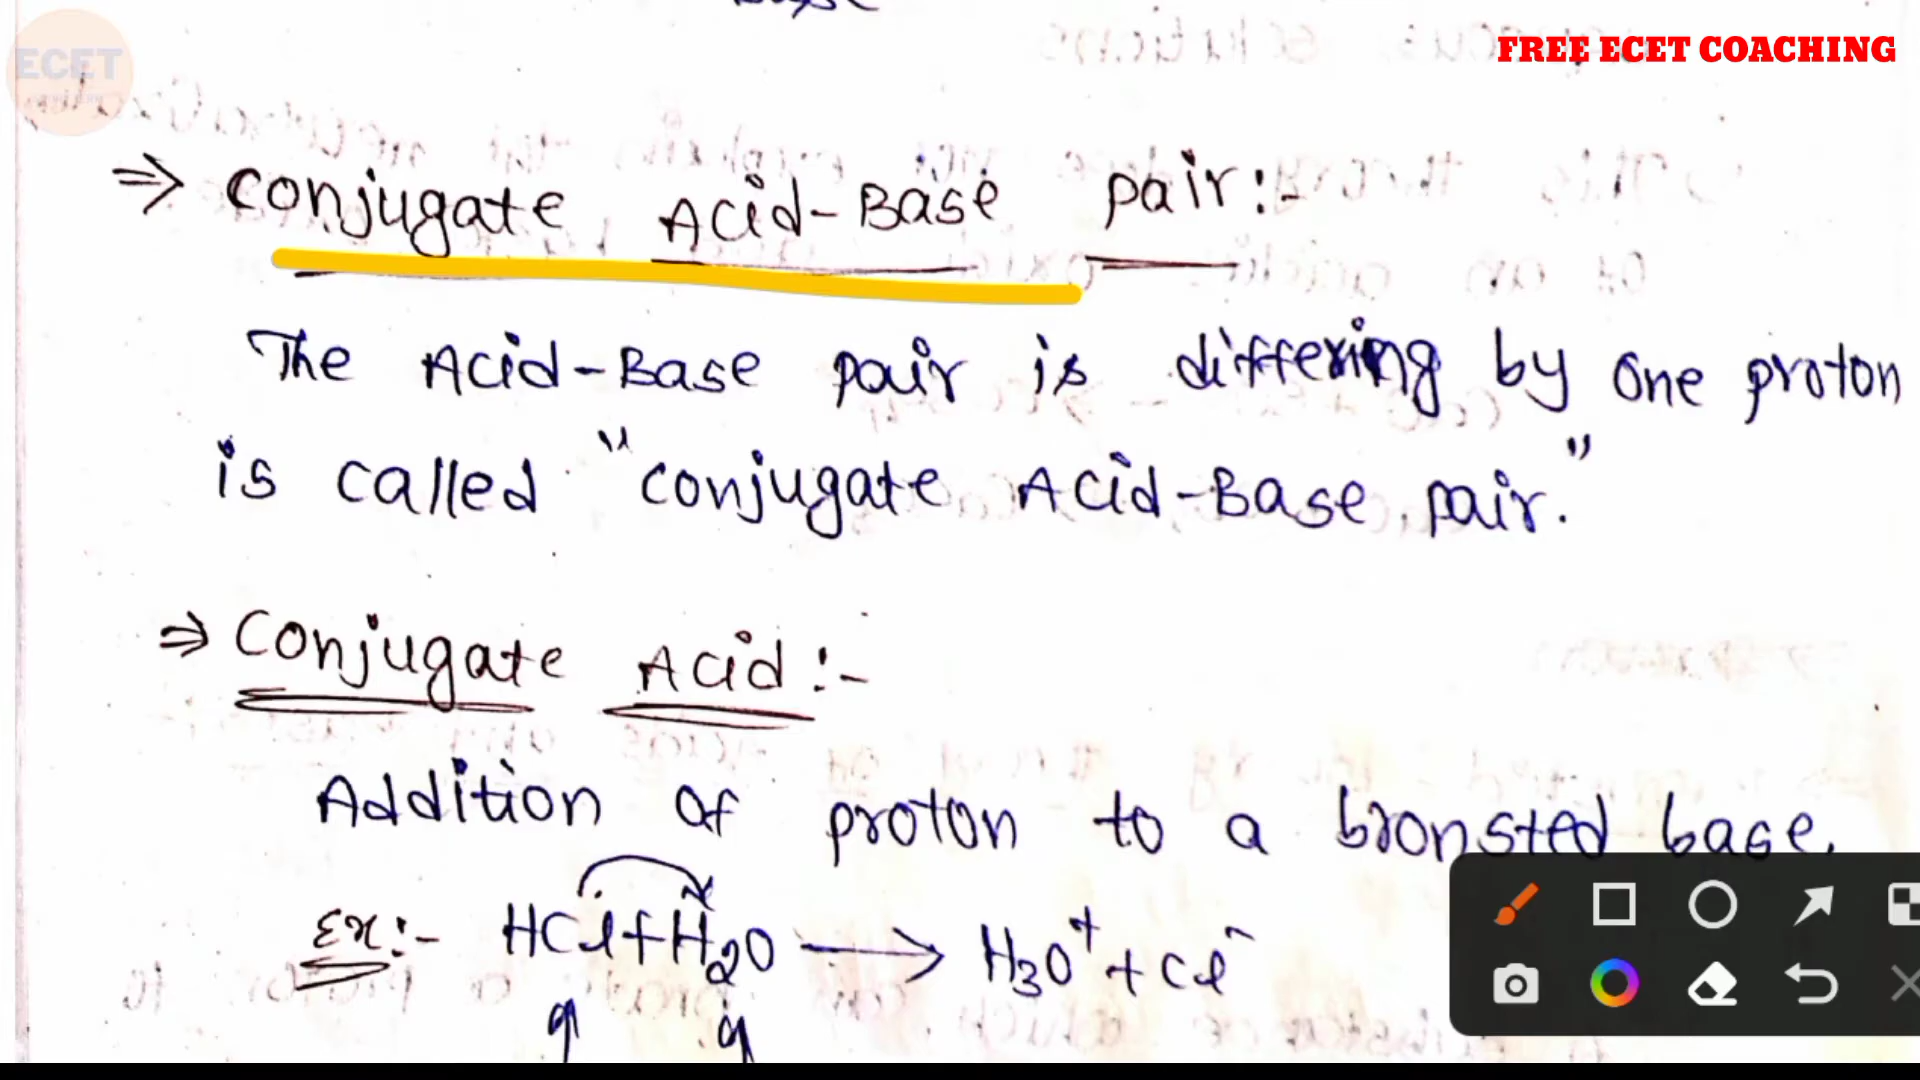 FREE ECET COACHING
ECET
⇒ Conjugate Acid-Base pair:-
The Acid-Base pair is differing by one proton
is called "conjugate Acid-Base pair."
⇒ Conjugate Acid:-
Addition of proton to a bronsted base.
Ex:- HCl+H2O ⟶ H3O⁺+Cl⁻